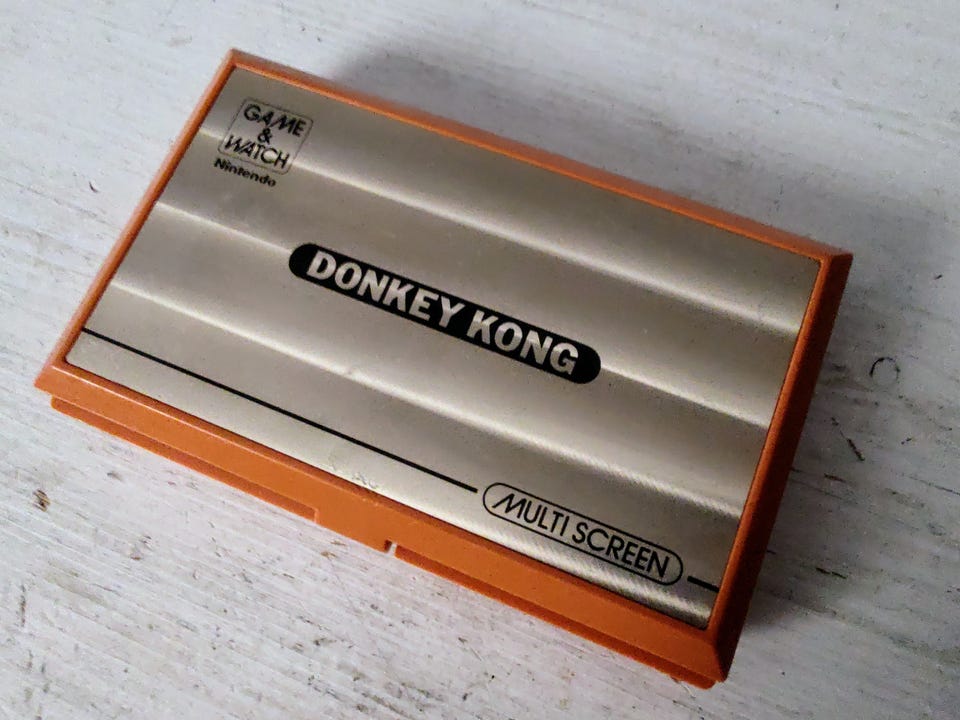 GAME
&
WATCH
Nintendo
DONKEY KONG
MULTI SCREEN